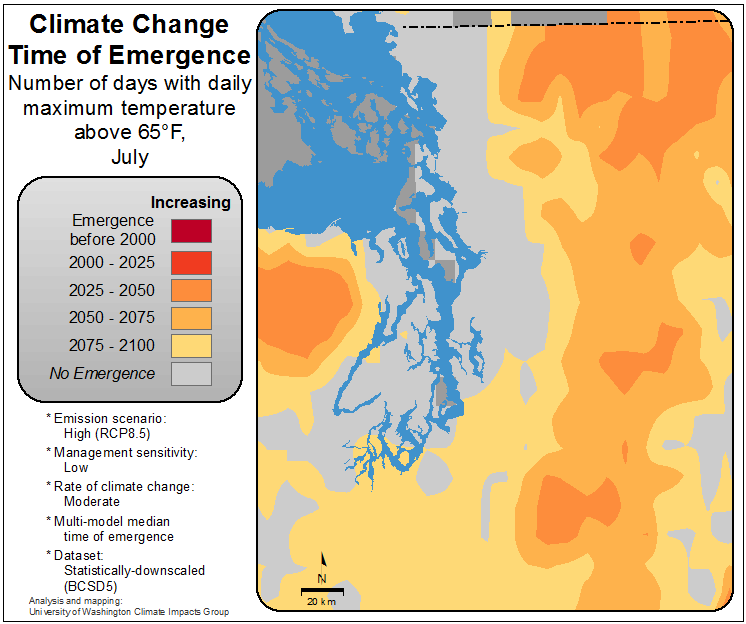 Climate Change
Time of Emergence
Number of days with daily
maximum temperature
above 65°F,
July
Increasing
Emergence
before 2000
2000 - 2025
2025 - 2050
2050 - 2075
2075 - 2100
No Emergence
* Emission scenario:
High (RCP8.5)
* Management sensitivity:
Low
* Rate of climate change:
Moderate
* Multi-model median
time of emergence
* Dataset:
Statistically-downscaled
(BCSD5)
Analysis and mapping:
University of Washington Climate Impacts Group
N
20 km